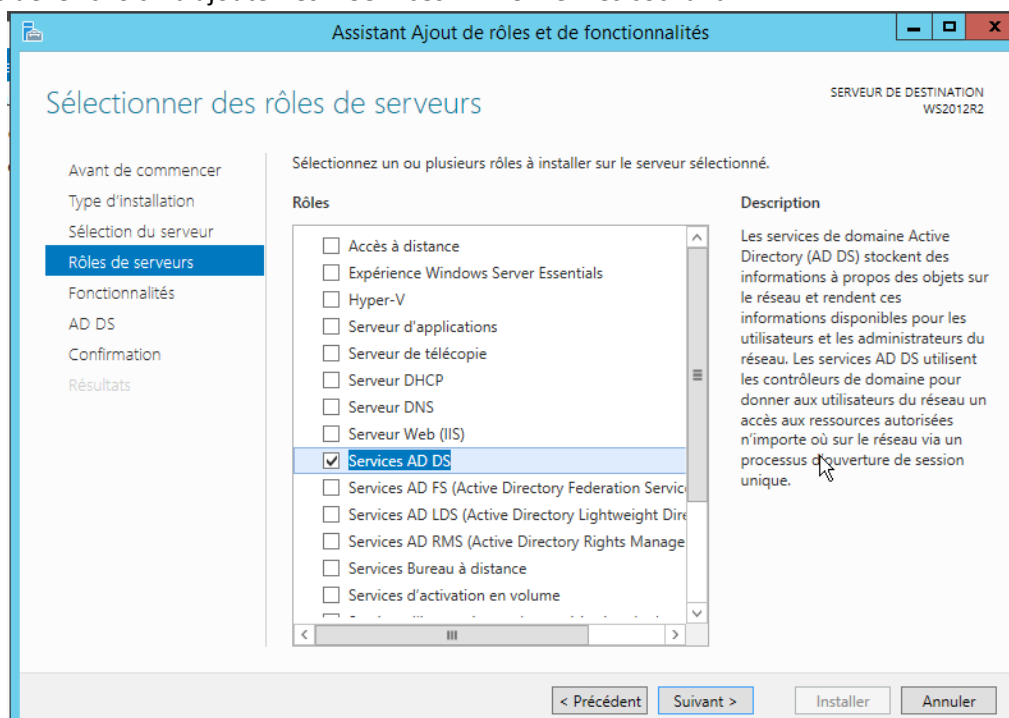 Assistant Ajout de rôles et de fonctionnalités
Sélectionner des rôles de serveurs
SERVEUR DE DESTINATION
WS2012R2
Avant de commencer
Type d'installation
Sélection du serveur
Rôles de serveurs
Fonctionnalités
AD DS
Confirmation
Résultats
Sélectionnez un ou plusieurs rôles à installer sur le serveur sélectionné.
Rôles
Accès à distance
Expérience Windows Server Essentials
Hyper-V
Serveur d'applications
Serveur de télécopie
Serveur DHCP
Serveur DNS
Serveur Web (IIS)
Services AD DS
Services AD FS (Active Directory Federation Servic
Services AD LDS (Active Directory Lightweight Dire
Services AD RMS (Active Directory Rights Manage
Services Bureau à distance
Services d'activation en volume
Description
Les services de domaine Active
Directory (AD DS) stockent des
informations à propos des objets sur
le réseau et rendent ces
informations disponibles pour les
utilisateurs et les administrateurs du
réseau. Les services AD DS utilisent
les contrôleurs de domaine pour
donner aux utilisateurs du réseau un
accès aux ressources autorisées
n'importe où sur le réseau via un
processus d'ouverture de session
unique.
< Précédent
Suivant >
Installer
Annuler